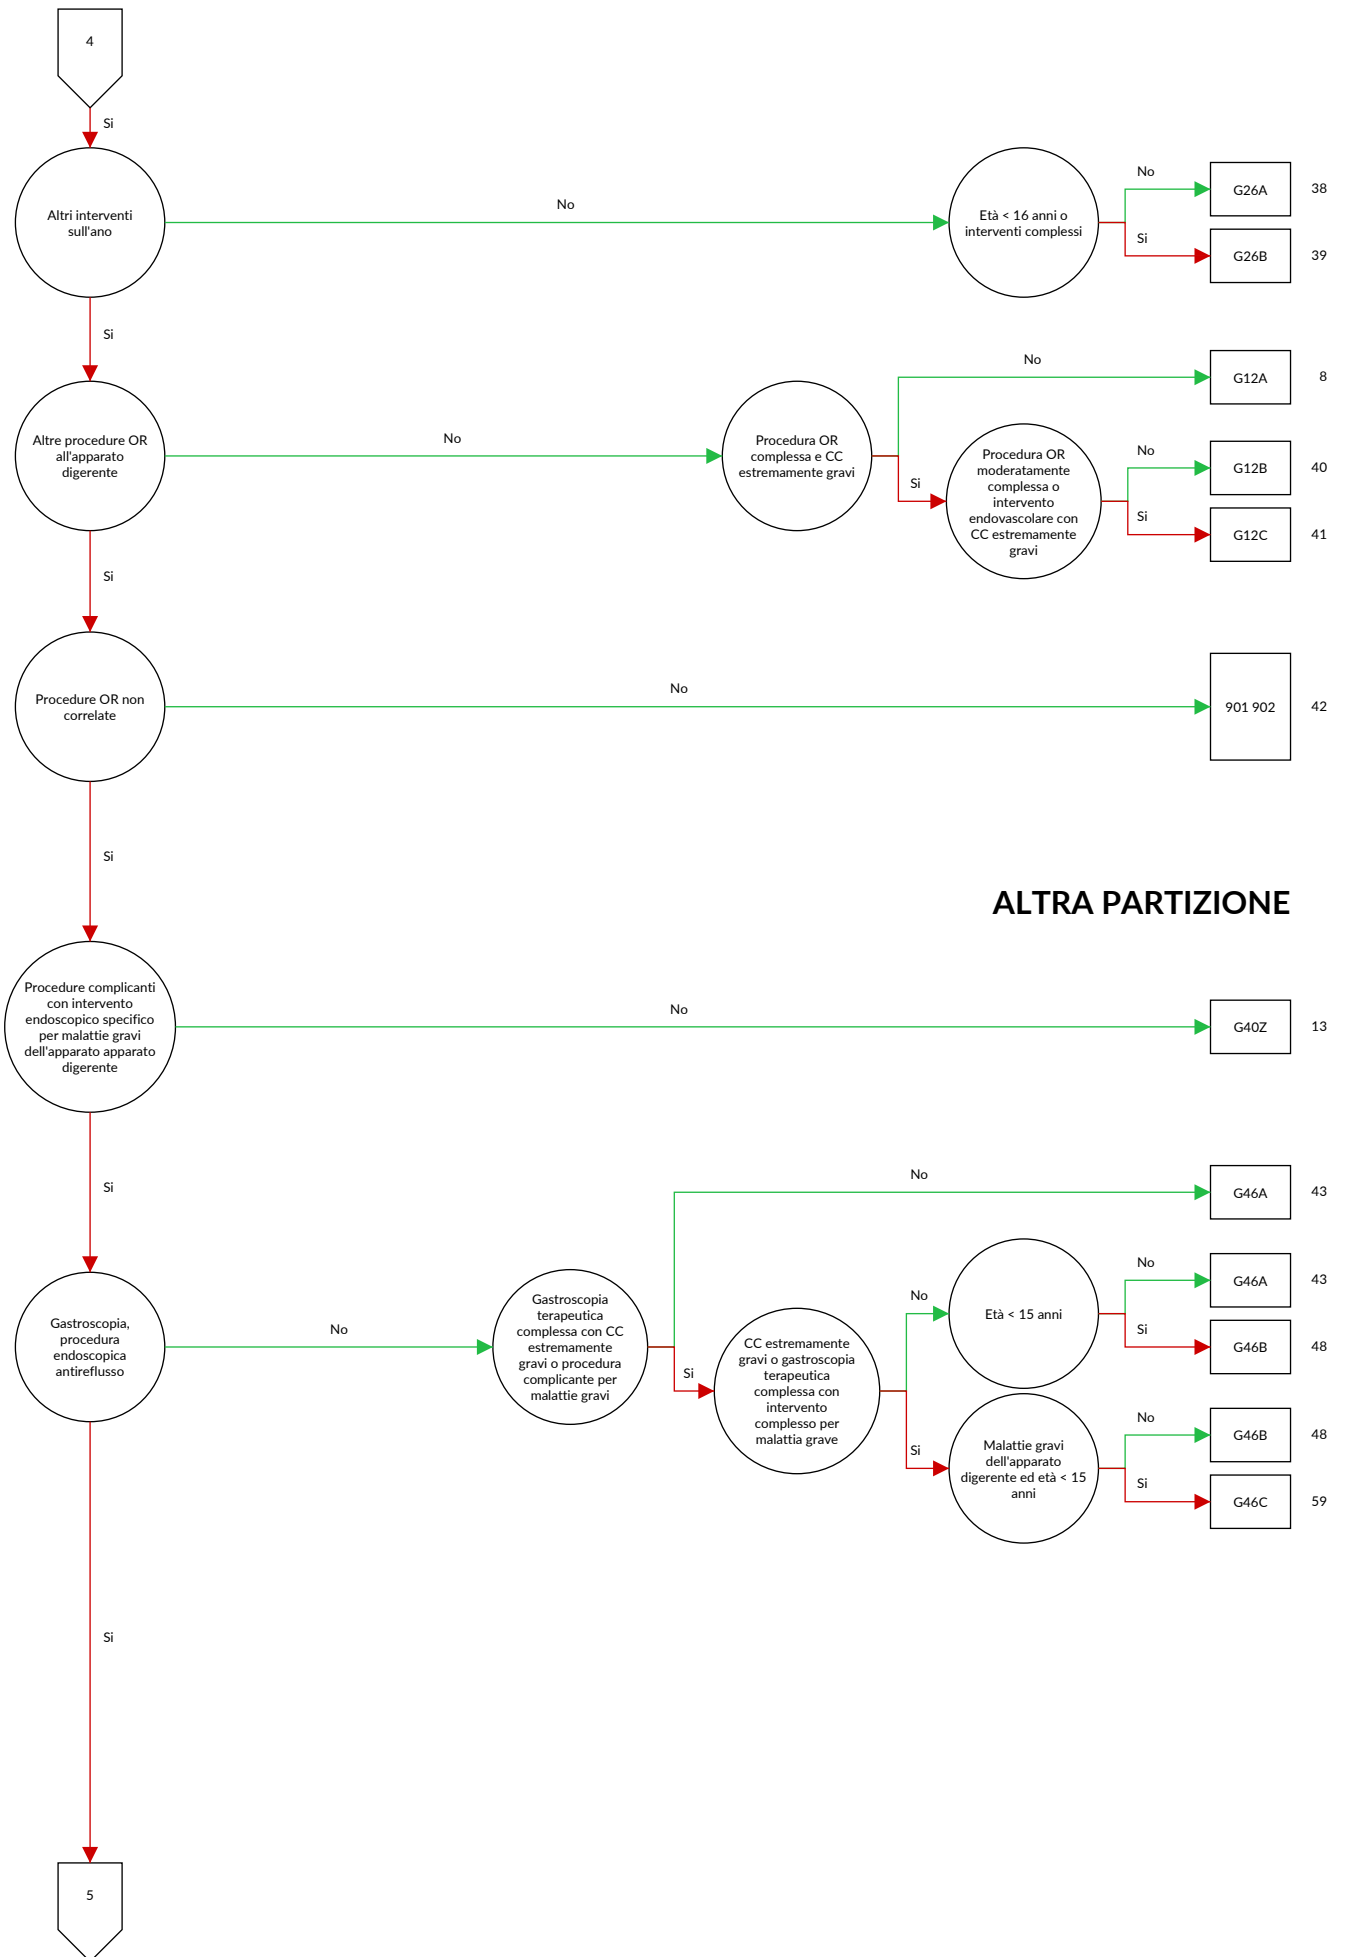 4
Si
Altri interventi
sull'ano
No
Età < 16 anni o
interventi complessi
No
G26A
38
Si
G26B
39
Si
Altre procedure OR
all'apparato
digerente
No
Procedura OR
complessa e CC
estremamente gravi
No
G12A
8
Si
Procedura OR
moderatamente
complessa o
intervento
endovascolare con
CC estremamente
gravi
No
G12B
40
Si
G12C
41
Si
Procedure OR non
correlate
No
901 902
42
Si
ALTRA PARTIZIONE
Procedure complicanti
con intervento
endoscopico specifico
per malattie gravi
dell'apparato apparato
digerente
No
G40Z
13
Si
Gastroscopia,
procedura
endoscopica
antireflusso
No
Gastroscopia
terapeutica
complessa con CC
estremamente
gravi o procedura
complicante per
malattie gravi
No
G46A
43
Si
CC estremamente
gravi o gastroscopia
terapeutica
complessa con
intervento
complesso per
malattia grave
No
Età < 15 anni
No
G46A
43
Si
G46B
48
Si
Malattie gravi
dell'apparato
digerente ed età < 15
anni
No
G46B
48
Si
G46C
59
Si
5